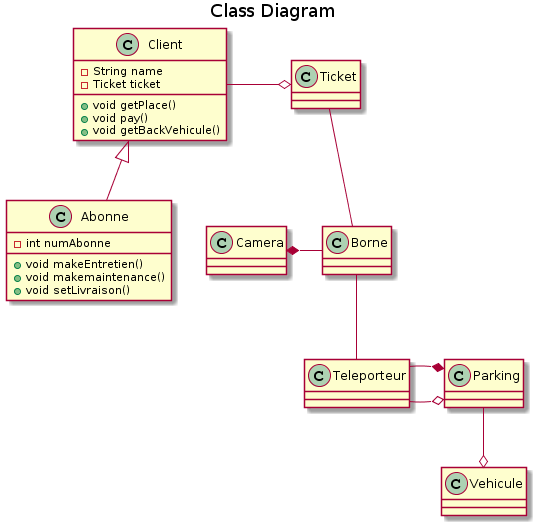 Class Diagram
C Client
String name
Ticket ticket
void getPlace()
void pay()
void getBackVehicule()
C Ticket
C Abonne
int numAbonne
void makeEntretien()
void makemaintenance()
void setLivraison()
C Camera
C Borne
C Teleporteur
C Parking
C Vehicule